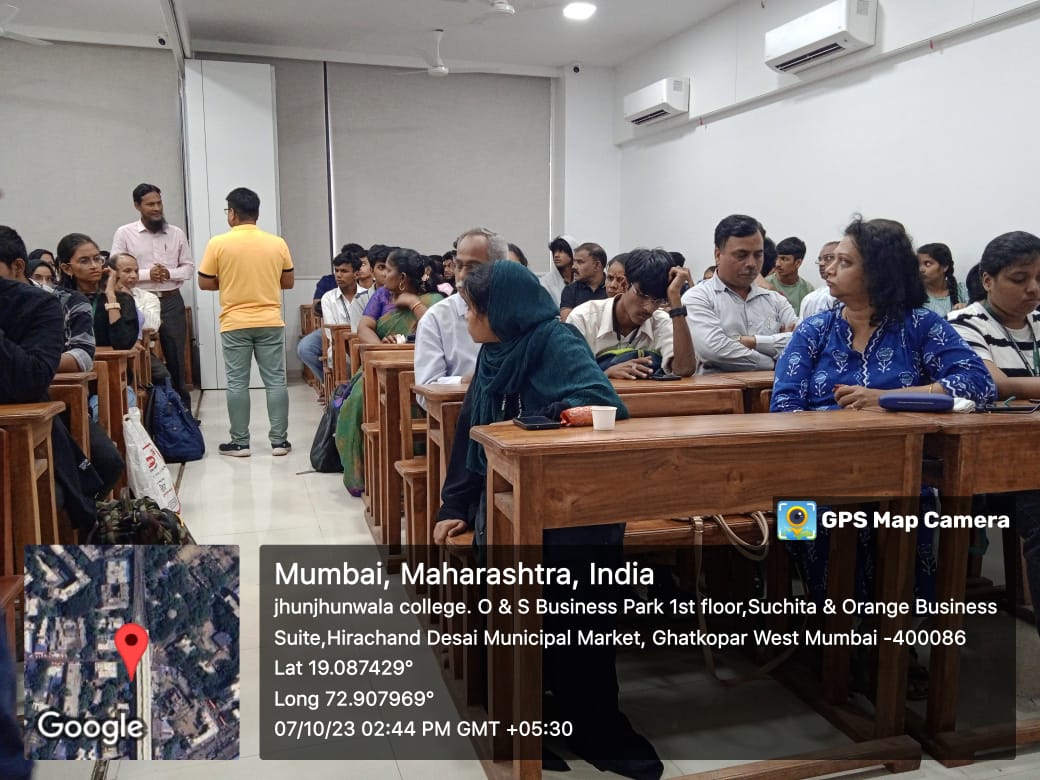 GPS Map Camera
Mumbai, Maharashtra, India
jhunjhunwala college. O & S Business Park 1st floor,Suchita & Orange Business
Suite,Hirachand Desai Municipal Market, Ghatkopar West Mumbai -400086
Lat 19.087429°
Long 72.907969°
07/10/23 02:44 PM GMT +05:30
Google